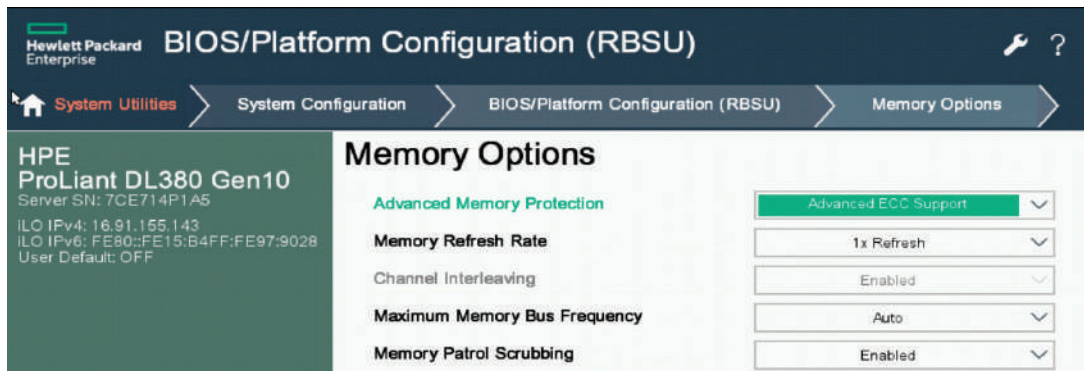 Hewlett Packard
Enterprise
BIOS/Platform Configuration (RBSU)
?
System Utilities
System Configuration
BIOS/Platform Configuration (RBSU)
Memory Options
HPE
ProLiant DL380 Gen10
Server SN: 7CE714P1A5
iLO IPv4: 16.91.155.143
iLO IPv6: FE80::FE15:B4FF:FE97:9028
User Default: OFF
Memory Options
Advanced Memory Protection Advanced ECC Support
Memory Refresh Rate 1x Refresh
Channel Interleaving Enabled
Maximum Memory Bus Frequency Auto
Memory Patrol Scrubbing Enabled